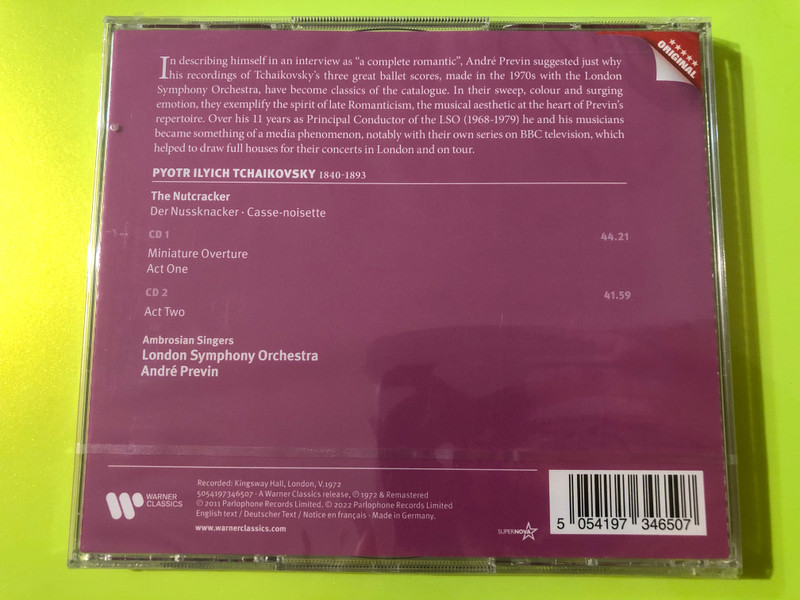 ★★★★★
ORIGINAL
In describing himself in an interview as “a complete romantic”, André Previn suggested just why
his recordings of Tchaikovsky’s three great ballet scores, made in the 1970s with the London
Symphony Orchestra, have become classics of the catalogue. In their sweep, colour and surging
emotion, they exemplify the spirit of late Romanticism, the musical aesthetic at the heart of Previn’s
repertoire. Over his 11 years as Principal Conductor of the LSO (1968-1979) he and his musicians
became something of a media phenomenon, notably with their own series on BBC television, which
helped to draw full houses for their concerts in London and on tour.
PYOTR ILYICH TCHAIKOVSKY 1840-1893
The Nutcracker
Der Nussknacker · Casse-noisette
CD 1 44.21
Miniature Overture
Act One
CD 2 41.59
Act Two
Ambrosian Singers
London Symphony Orchestra
André Previn
WARNER
CLASSICS
Recorded: Kingsway Hall, London, V.1972
5054197346507 · A Warner Classics release, ℗ 1972 & Remastered
℗ 2011 Parlophone Records Limited. © 2022 Parlophone Records Limited
English text / Deutscher Text / Notice en français · Made in Germany.
www.warnerclassics.com
SUPERNOVA
5 054197 346507